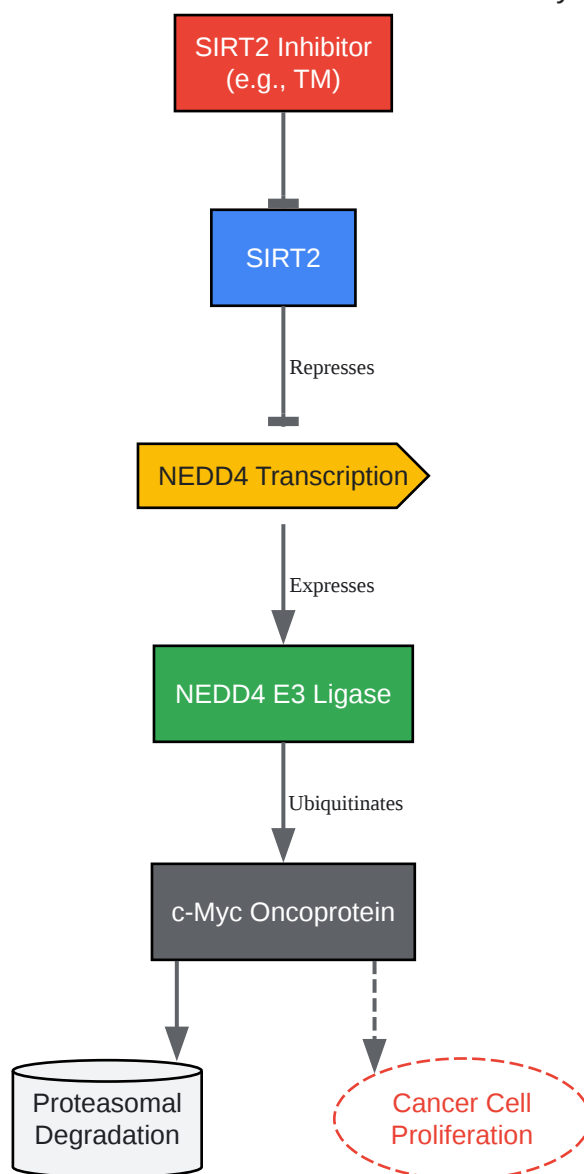 SIRT2 Inhibitor
(e.g., TM)
SIRT2
Represses
NEDD4 Transcription
Expresses
NEDD4 E3 Ligase
Ubiquitinates
c-Myc Oncoprotein
Proteasomal
Degradation
Cancer Cell
Proliferation